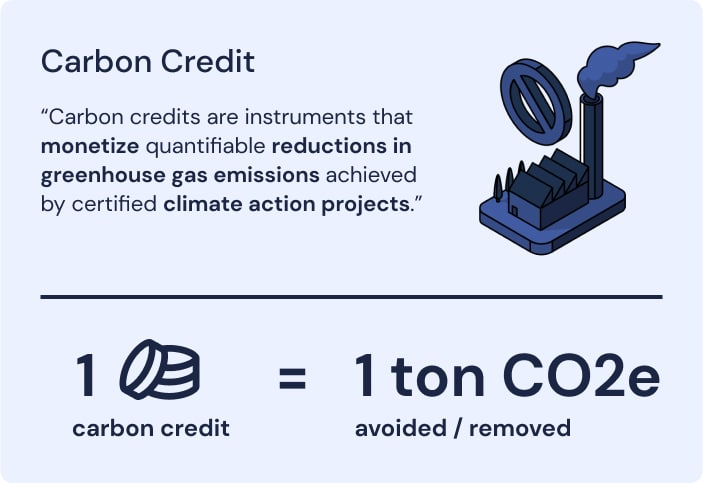 Carbon Credit
“Carbon credits are instruments that
monetize quantifiable reductions in
greenhouse gas emissions achieved
by certified climate action projects.”
1 = 1 ton CO2e
carbon credit avoided / removed